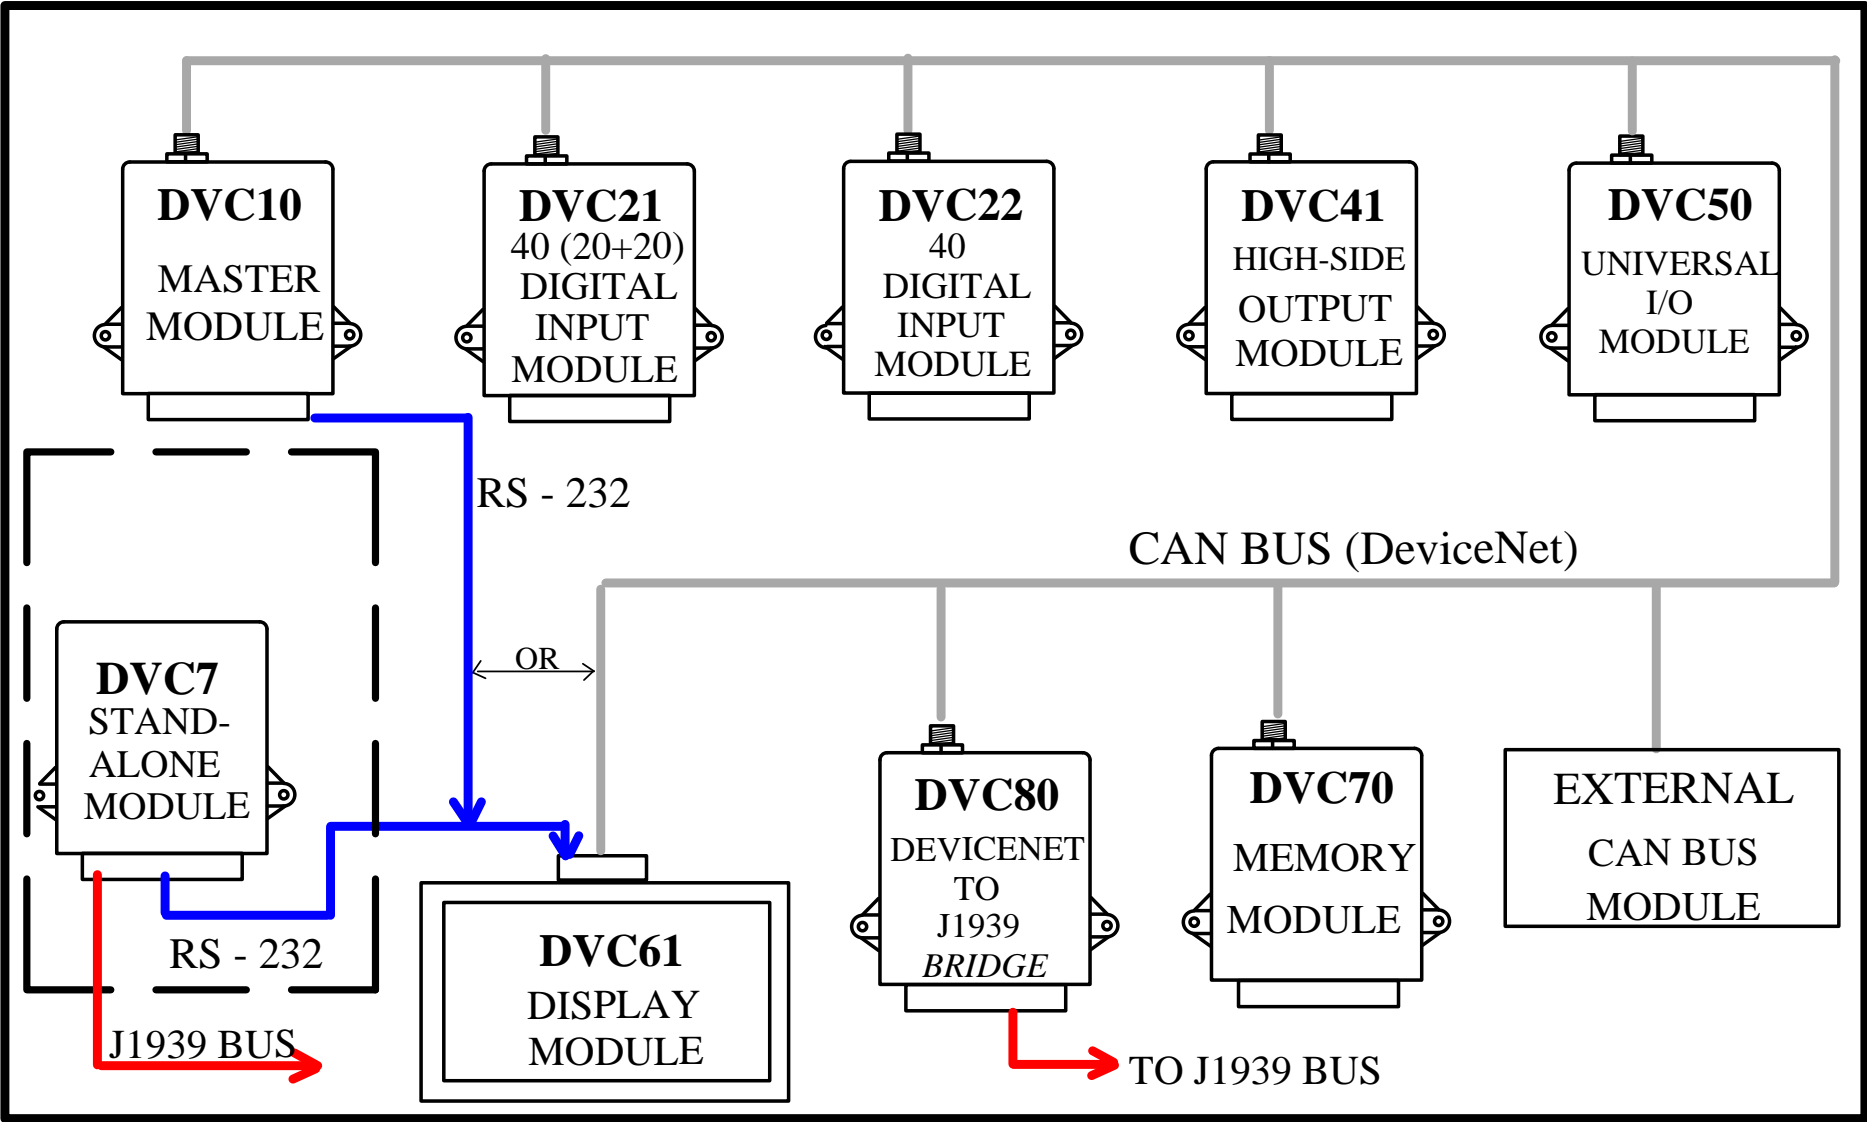 DVC10
MASTER
MODULE
DVC21
40 (20+20)
DIGITAL
INPUT
MODULE
DVC22
40
DIGITAL
INPUT
MODULE
DVC41
HIGH-SIDE
OUTPUT
MODULE
DVC50
UNIVERSAL
I/O
MODULE
RS - 232
CAN BUS (DeviceNet)
OR
DVC7
STAND-
ALONE
MODULE
RS - 232
J1939 BUS
DVC61
DISPLAY
MODULE
DVC80
DEVICENET
TO
J1939
BRIDGE
TO J1939 BUS
DVC70
MEMORY
MODULE
EXTERNAL
CAN BUS
MODULE